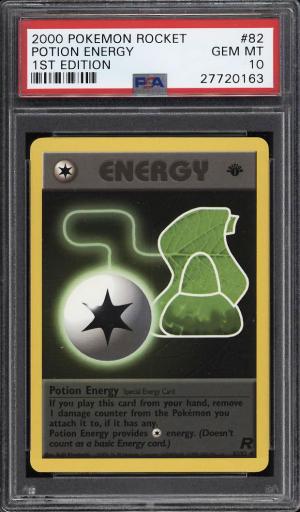 2000 POKEMON ROCKET #82
POTION ENERGY GEM MT
1ST EDITION 10
PSA 27720163
ENERGY
Potion Energy Special Energy Card
If you play this card from your hand, remove
1 damage counter from the Pokémon you
attach it to, if it has any.
Potion Energy provides energy. (Doesn't
count as a basic Energy card.)
R